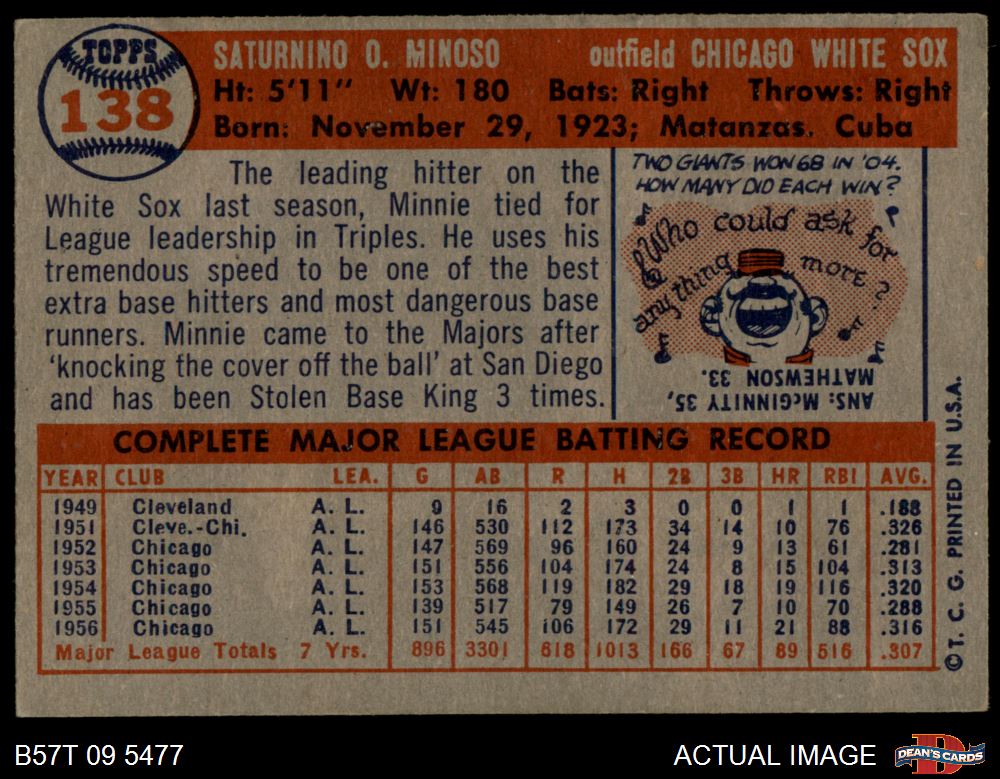 TOPPS
138
SATURNINO O. MINOSO outfield CHICAGO WHITE SOX
Ht: 5'11" Wt: 180 Bats: Right Throws: Right
Born: November 29, 1923; Matanzas. Cuba
The leading hitter on the
White Sox last season, Minnie tied for
League leadership in Triples. He uses his
tremendous speed to be one of the best
extra base hitters and most dangerous base
runners. Minnie came to the Majors after
'knocking the cover off the ball' at San Diego
and has been Stolen Base King 3 times.
TWO GIANTS WON 68 IN '04.
HOW MANY DID EACH WIN?
Who could ask for
anything more?
ANS: McGINNITY 35,
MATHEWSON 33.
COMPLETE MAJOR LEAGUE BATTING RECORD
YEAR CLUB LEA. G AB R H 2B 3B HR RBI AVG.
1949 Cleveland A. L. 9 16 2 3 0 0 1 1 .188
1951 Cleve.-Chi. A. L. 146 530 112 173 34 14 10 76 .326
1952 Chicago A. L. 147 569 96 160 24 9 13 61 .281
1953 Chicago A. L. 151 556 104 174 24 8 15 104 .313
1954 Chicago A. L. 153 568 119 182 29 18 19 116 .320
1955 Chicago A. L. 139 517 79 149 26 7 10 70 .288
1956 Chicago A. L. 151 545 106 172 29 11 21 88 .316
Major League Totals 7 Yrs. 896 3301 618 1013 166 67 89 516 .307
© T. C. G. PRINTED IN U.S.A.
B57T 09 5477
ACTUAL IMAGE
DEAN'S CARDS